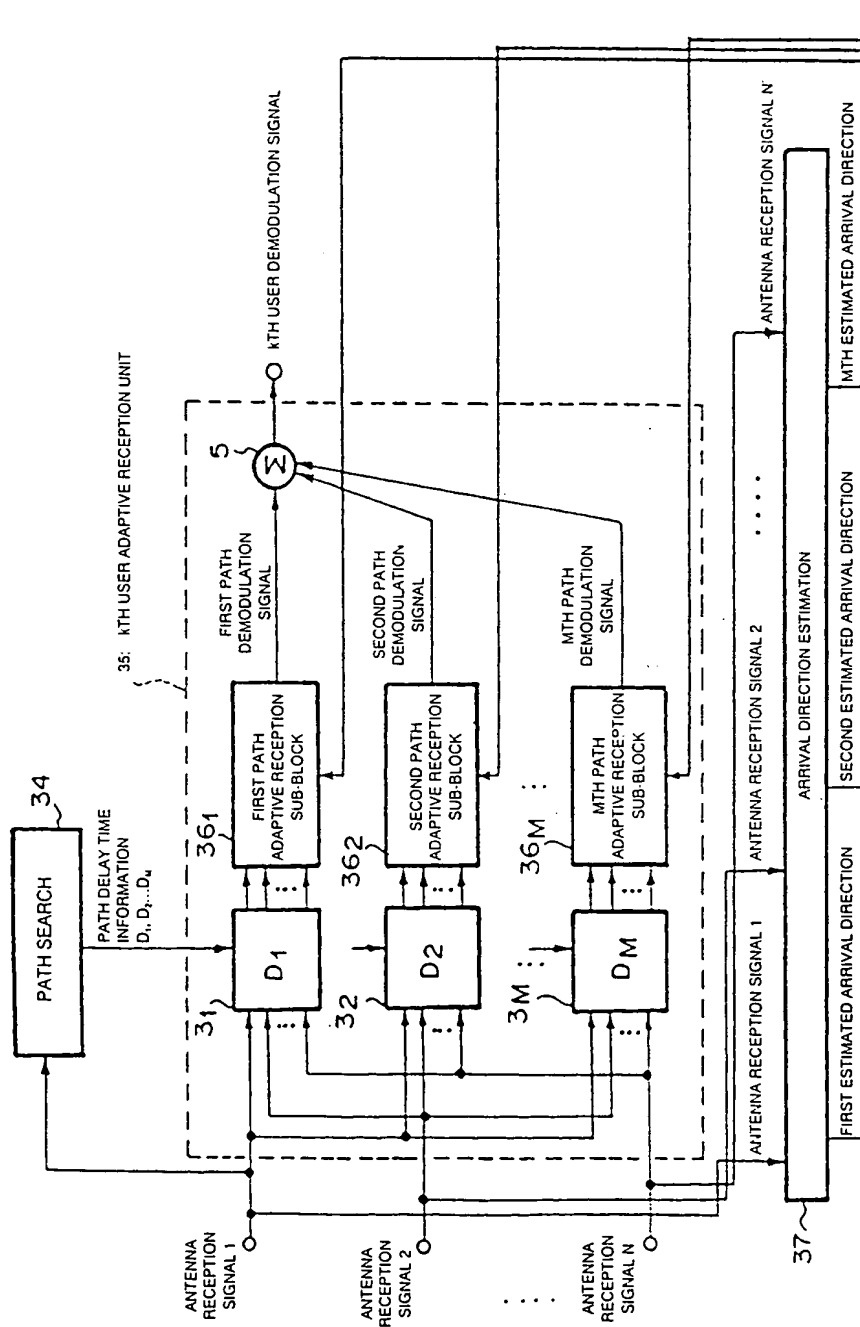 34
PATH SEARCH
PATH DELAY TIME
INFORMATION
D1, D2...DM
35: kTH USER ADAPTIVE RECEPTION UNIT
ANTENNA
RECEPTION
SIGNAL 1
31
D1
361
FIRST PATH
ADAPTIVE RECEPTION
SUB-BLOCK
FIRST PATH
DEMODULATION
SIGNAL
5
Σ
kTH USER DEMODULATION SIGNAL
ANTENNA
RECEPTION
SIGNAL 2
32
D2
362
SECOND PATH
ADAPTIVE RECEPTION
SUB-BLOCK
SECOND PATH
DEMODULATION
SIGNAL
ANTENNA
RECEPTION
SIGNAL N
3M
DM
36M
MTH PATH
ADAPTIVE RECEPTION
SUB-BLOCK
MTH PATH
DEMODULATION
SIGNAL
ANTENNA RECEPTION SIGNAL 1
ANTENNA RECEPTION SIGNAL 2
ANTENNA RECEPTION SIGNAL N
37
ARRIVAL DIRECTION ESTIMATION
FIRST ESTIMATED ARRIVAL DIRECTION
SECOND ESTIMATED ARRIVAL DIRECTION
MTH ESTIMATED ARRIVAL DIRECTION